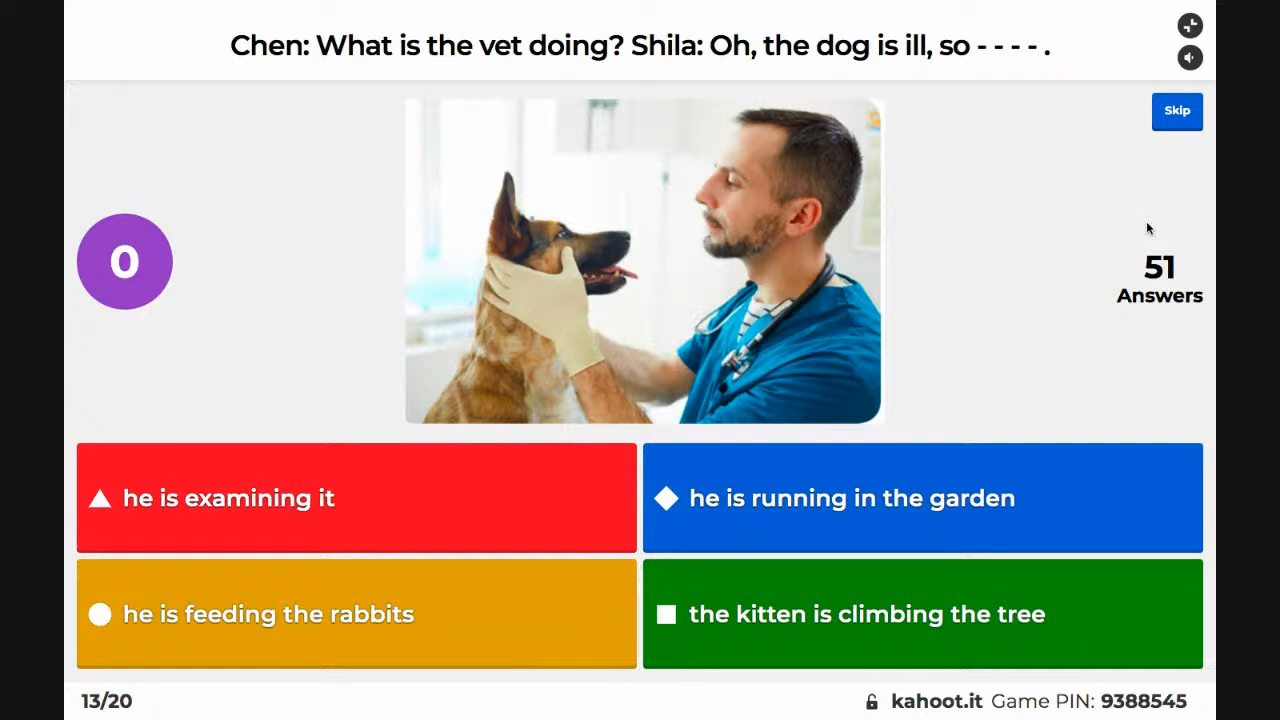 Chen: What is the vet doing? Shila: Oh, the dog is ill, so - - - - .
Skip
0
51
Answers
he is examining it
he is running in the garden
he is feeding the rabbits
the kitten is climbing the tree
13/20
kahoot.it Game PIN: 9388545